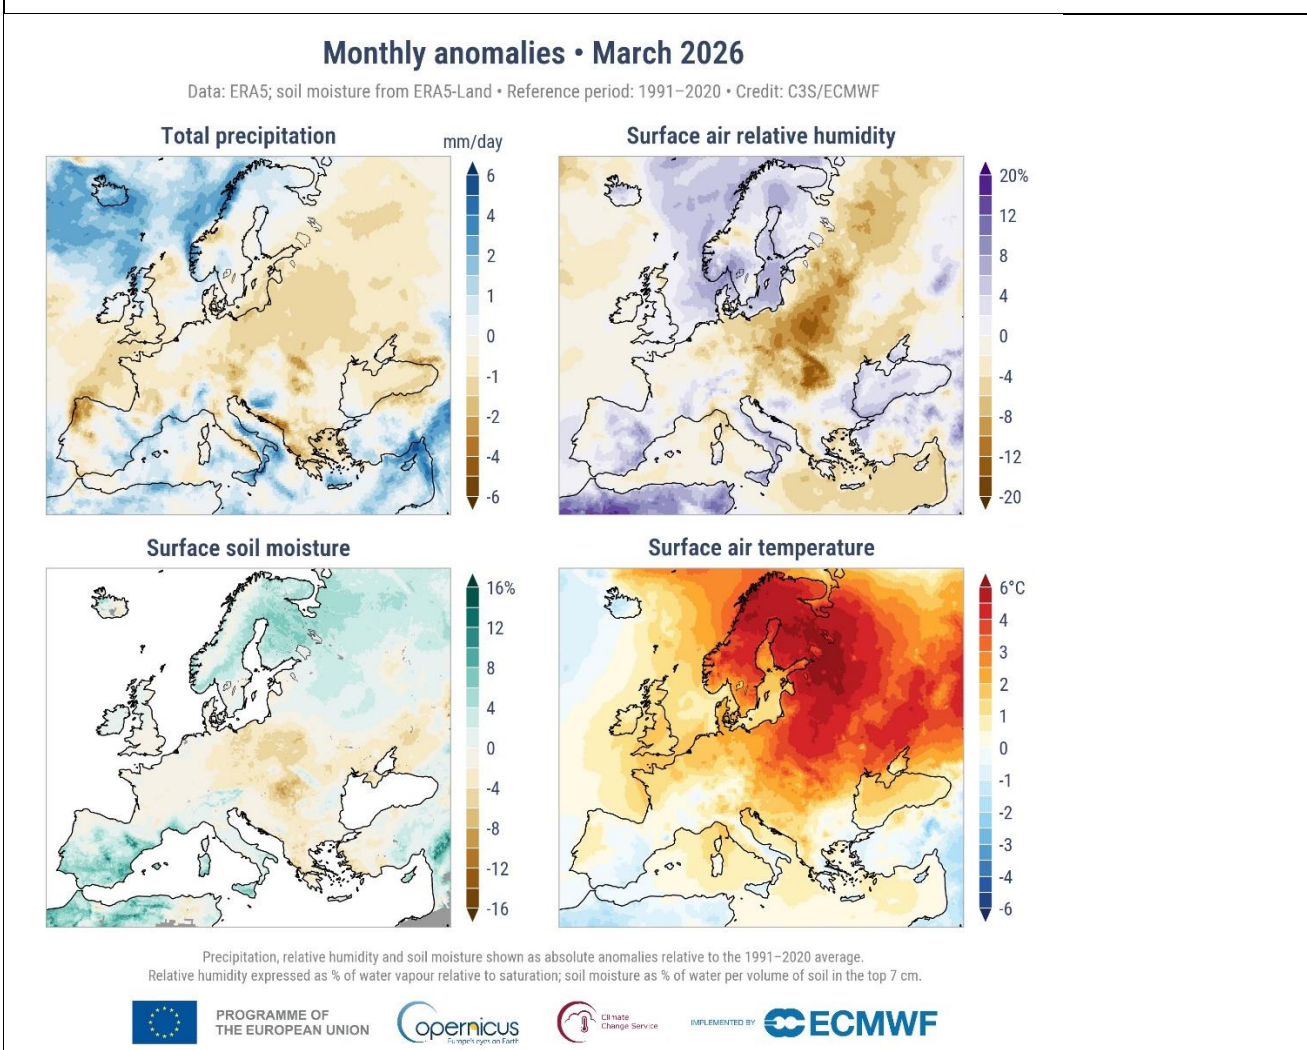 Monthly anomalies • March 2026
Data: ERA5; soil moisture from ERA5-Land • Reference period: 1991–2020 • Credit: C3S/ECMWF
Total precipitation
mm/day
6
4
2
1
0
-1
-2
-4
-6
Surface air relative humidity
20%
12
8
4
0
-4
-8
-12
-20
Surface soil moisture
16%
12
8
4
0
-4
-8
-12
-16
Surface air temperature
6°C
4
3
2
1
0
-1
-2
-3
-4
-6
Precipitation, relative humidity and soil moisture shown as absolute anomalies relative to the 1991–2020 average.
Relative humidity expressed as % of water vapour relative to saturation; soil moisture as % of water per volume of soil in the top 7 cm.
PROGRAMME OF
THE EUROPEAN UNION
opernicus
Europe's eyes on Earth
Climate
Change Service
IMPLEMENTED BY
ECMWF